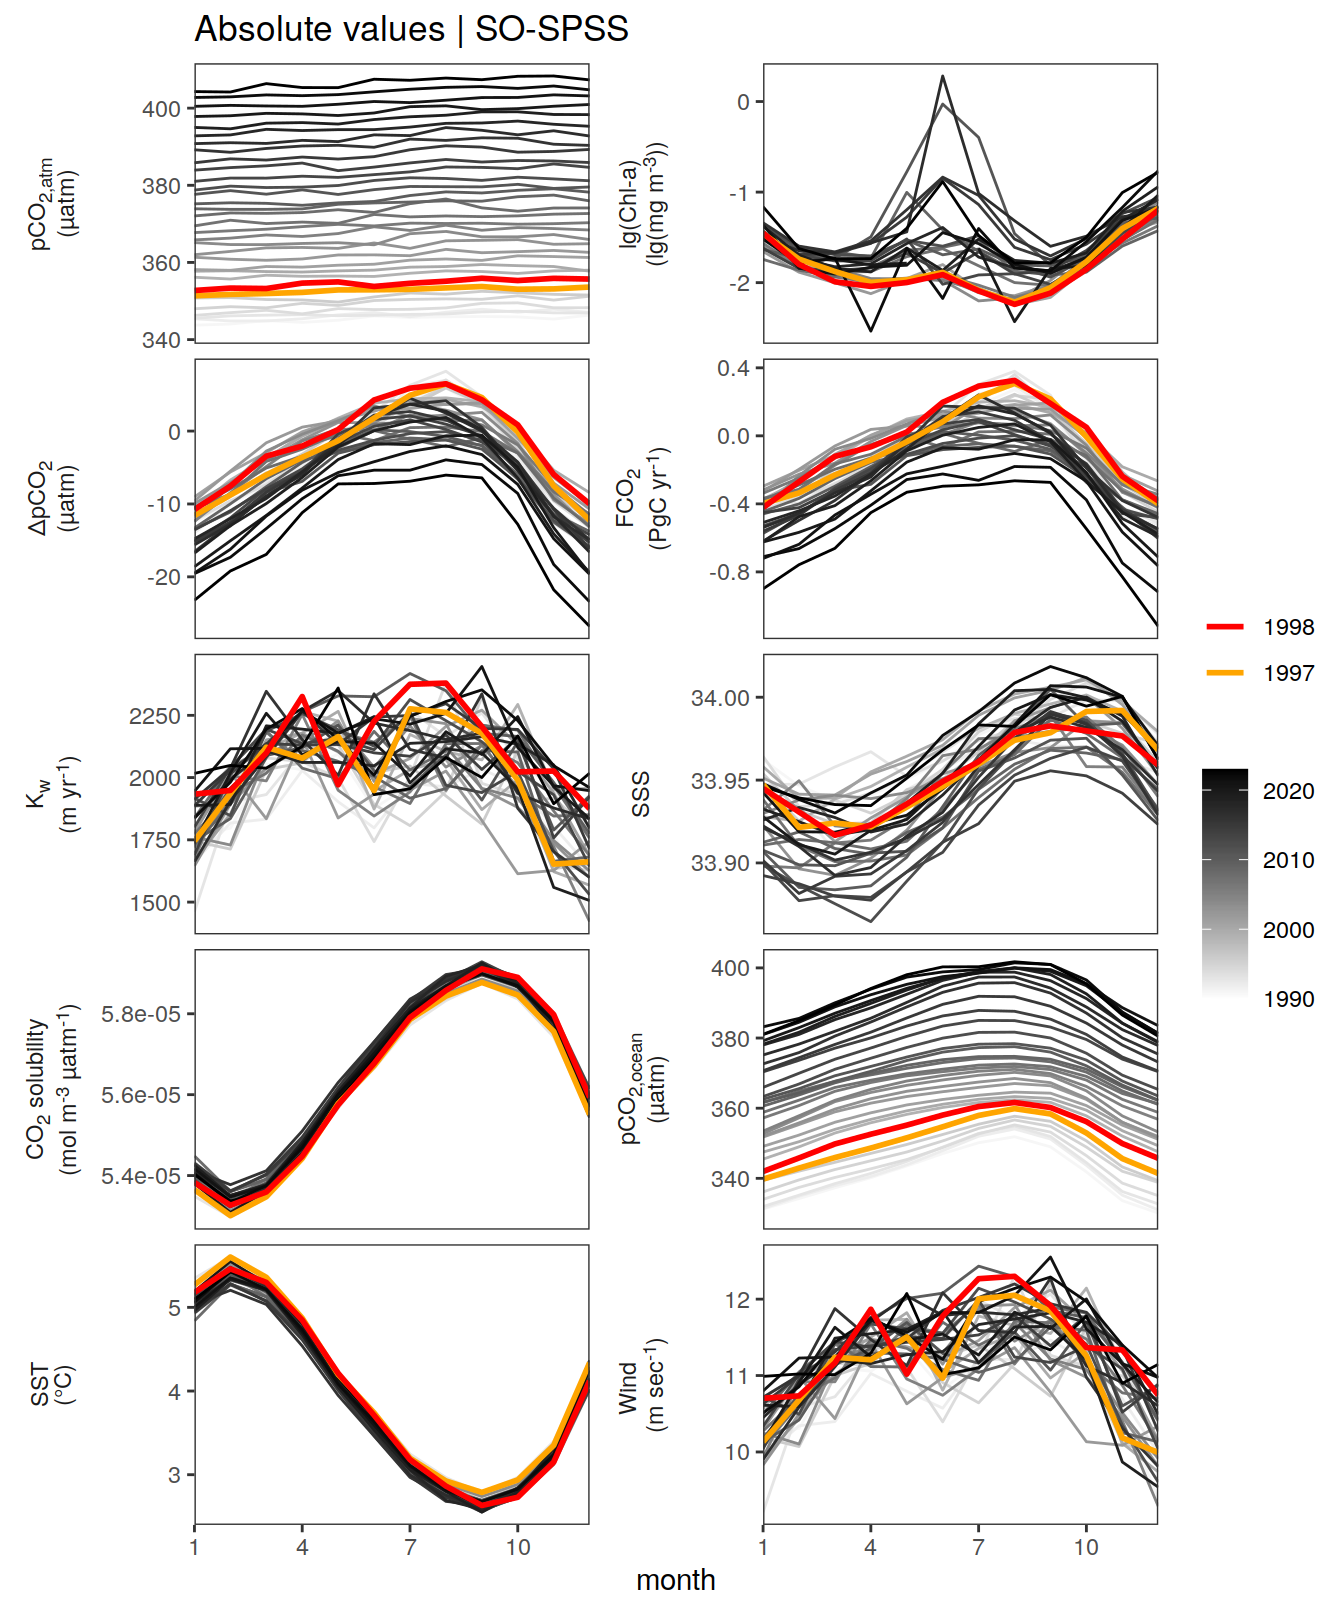 Absolute values | SO-SPSS
pCO2,atm
(µatm)
400
380
360
340
lg(Chl-a)
(lg(mg m-3))
0
-1
-2
ΔpCO2
(µatm)
0
-10
-20
FCO2
(PgC yr-1)
0.4
0.0
-0.4
-0.8
Kw
(m yr-1)
2250
2000
1750
1500
SSS
34.00
33.95
33.90
CO2 solubility
(mol m-3 µatm-1)
5.8e-05
5.6e-05
5.4e-05
pCO2,ocean
(µatm)
400
380
360
340
SST
(°C)
5
4
3
Wind
(m sec-1)
12
11
10
1 4 7 10
1 4 7 10
month
1998
1997
2020
2010
2000
1990